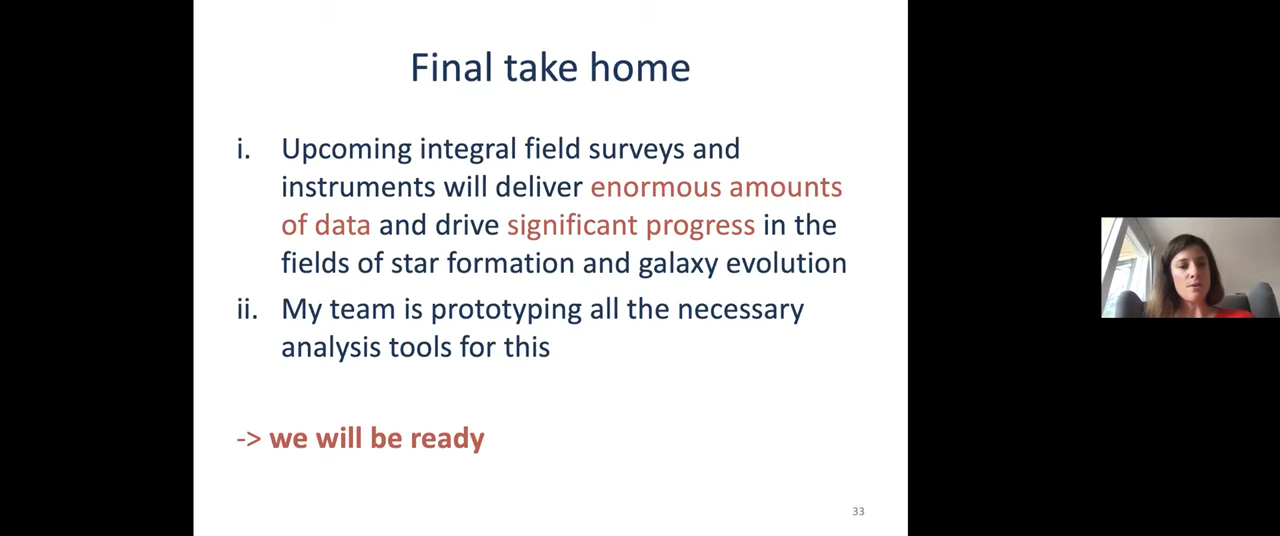 Final take home
i. Upcoming integral field surveys and
instruments will deliver enormous amounts
of data and drive significant progress in the
fields of star formation and galaxy evolution
ii. My team is prototyping all the necessary
analysis tools for this
-> we will be ready
33